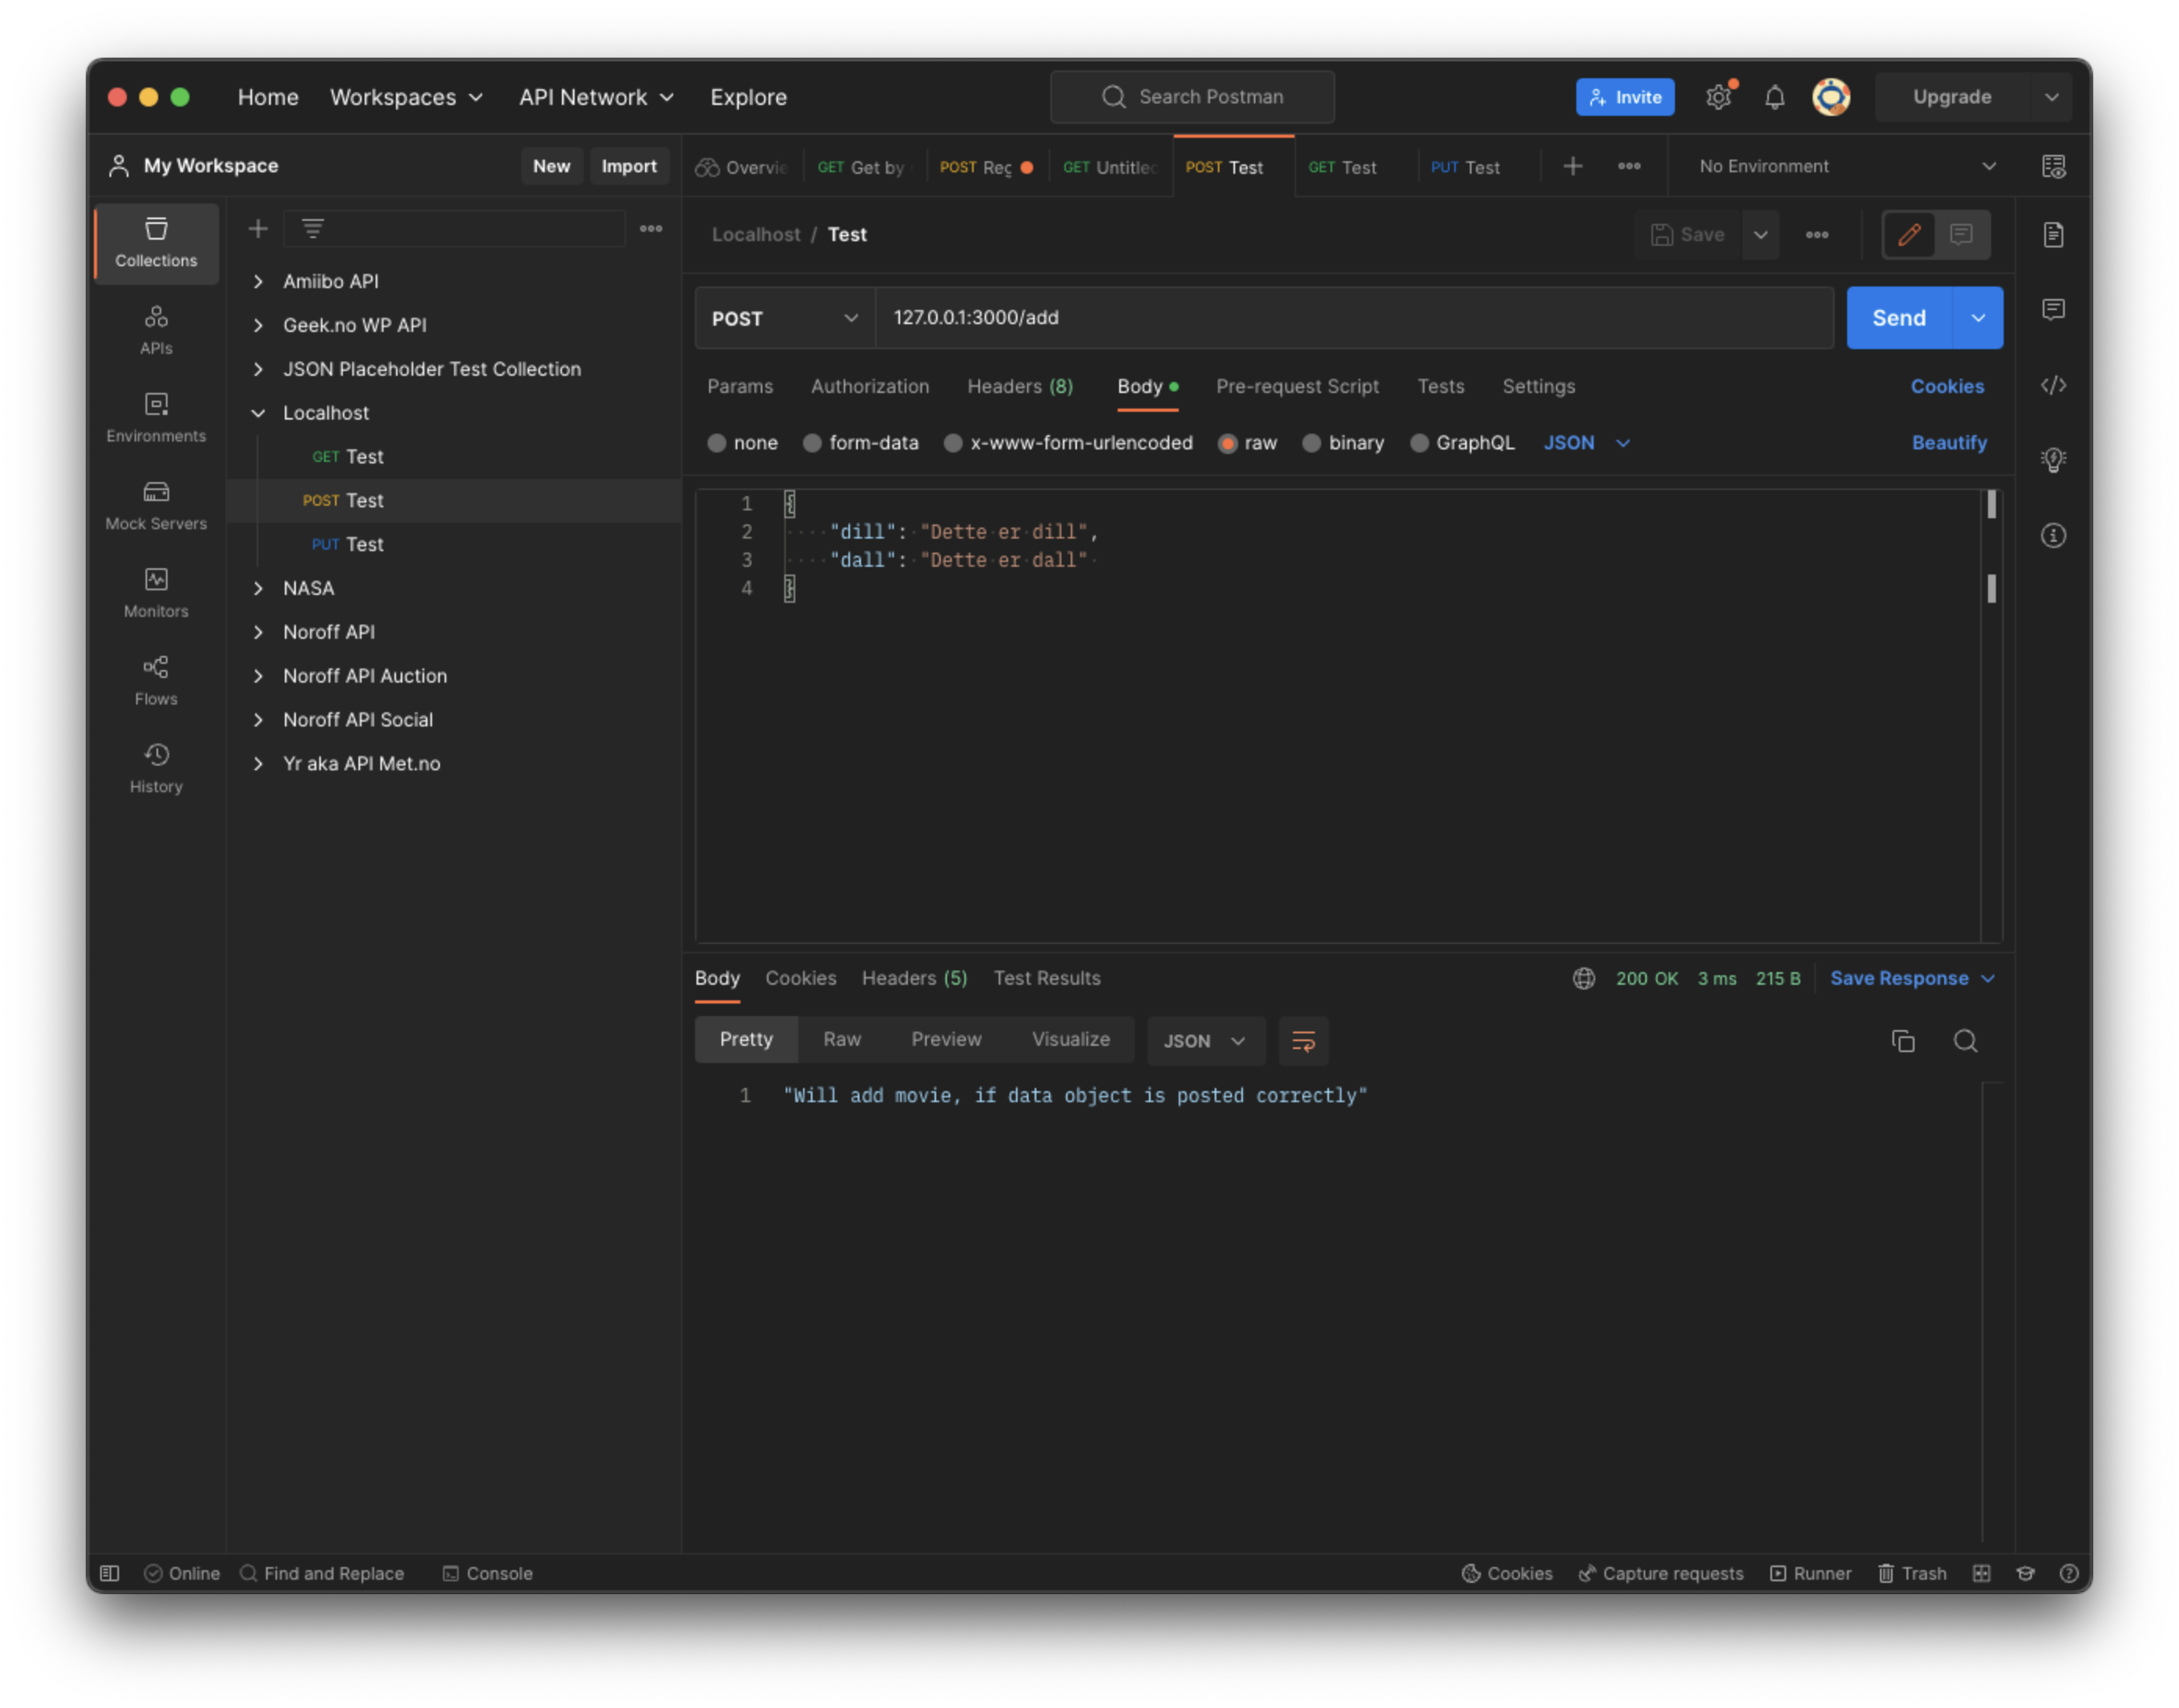 Home Workspaces API Network Explore Search Postman Invite Upgrade
My Workspace New Import
Overvie GET Get by POST Reg GET Untitled POST Test GET Test PUT Test No Environment
Collections
APIs
Environments
Mock Servers
Monitors
Flows
History
Amiibo API
Geek.no WP API
JSON Placeholder Test Collection
Localhost
GET Test
POST Test
PUT Test
NASA
Noroff API
Noroff API Auction
Noroff API Social
Yr aka API Met.no
Localhost / Test Save
POST 127.0.0.1:3000/add Send
Params Authorization Headers (8) Body Pre-request Script Tests Settings Cookies
none form-data x-www-form-urlencoded raw binary GraphQL JSON Beautify
1 {
2 "dill": "Dette er dill",
3 "dall": "Dette er dall"
4 }
Body Cookies Headers (5) Test Results 200 OK 3 ms 215 B Save Response
Pretty Raw Preview Visualize JSON
1 "Will add movie, if data object is posted correctly"
Online Find and Replace Console Cookies Capture requests Runner Trash